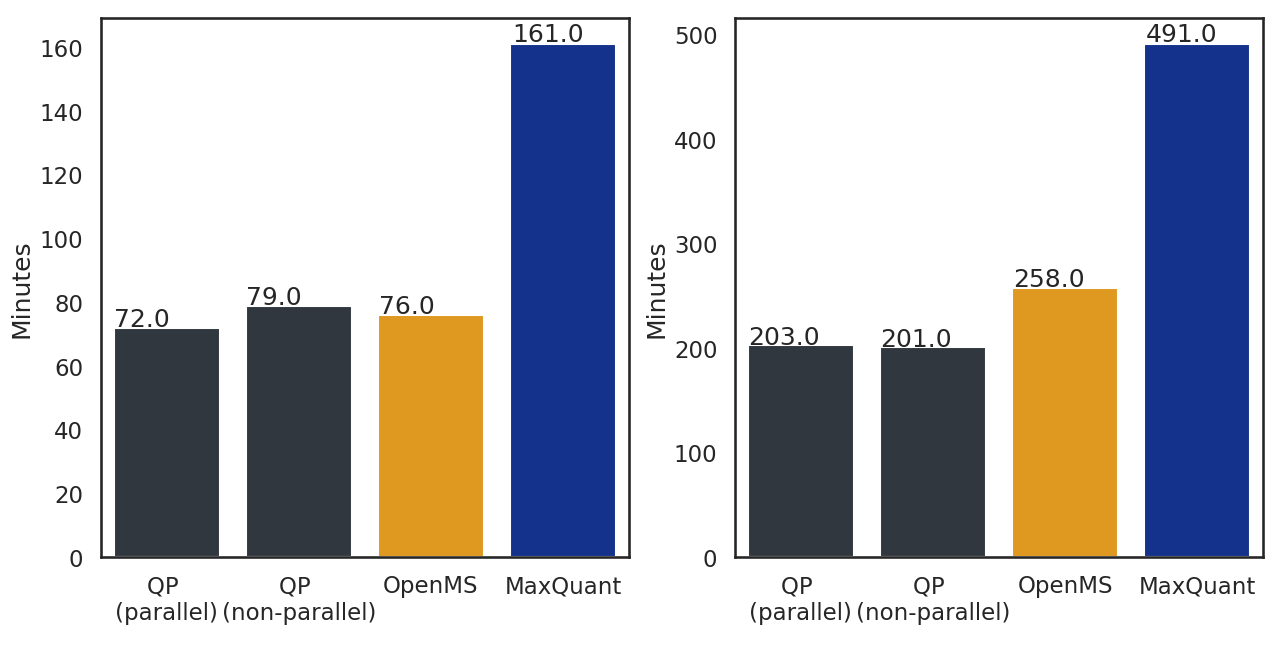 Minutes
160
140
120
100
80
60
40
20
0
72.0
79.0
76.0
161.0
QP
(parallel)
QP
(non-parallel)
OpenMS
MaxQuant
Minutes
500
400
300
200
100
0
203.0
201.0
258.0
491.0
QP
(parallel)
QP
(non-parallel)
OpenMS
MaxQuant